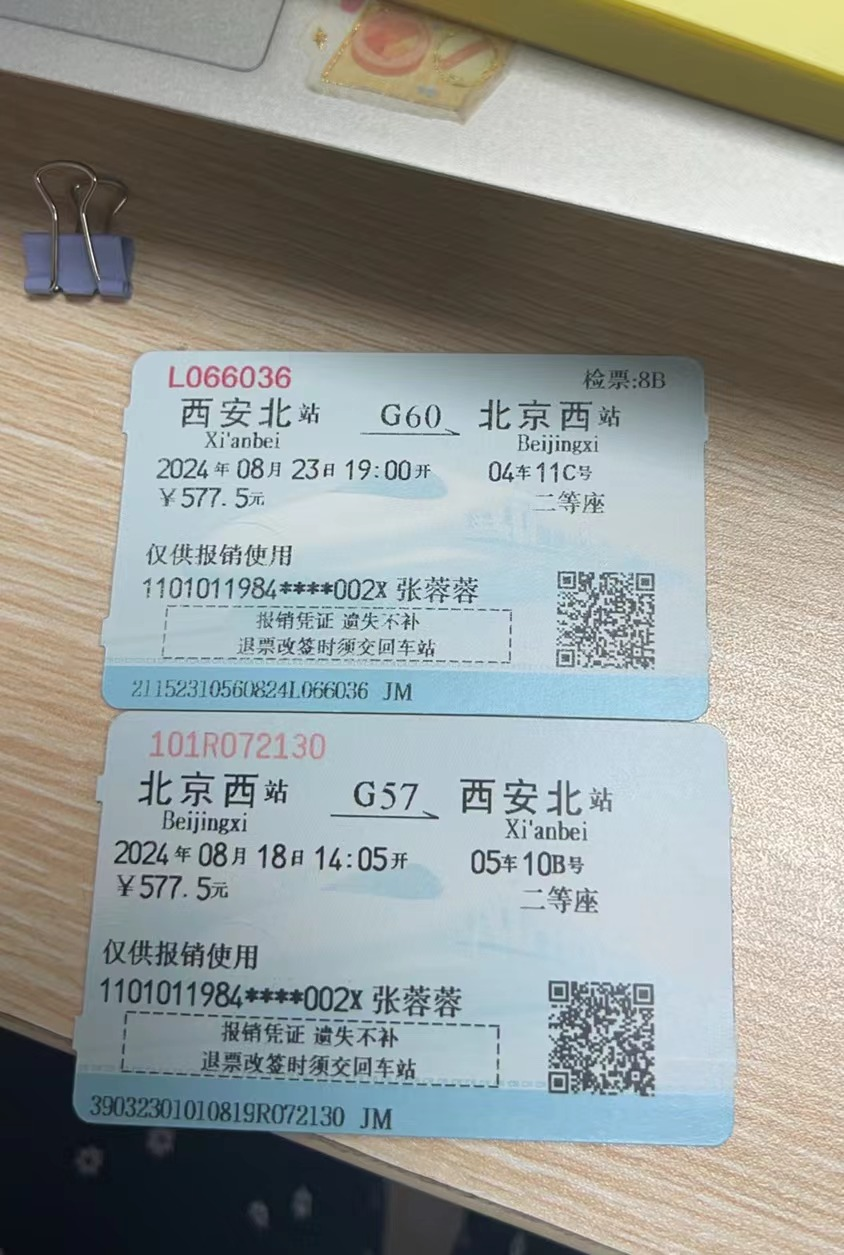 L066036 检票:8B
西安北站 G60 北京西站
Xi'anbei Beijingxi
2024年08月23日19:00开 04车11C号
¥577.5元 二等座
仅供报销使用
1101011984****002X 张蓉蓉
报销凭证 遗失不补
退票改签时须交回车站
21152310560824L066036 JM
101R072130
北京西站 G57 西安北站
Beijingxi Xi'anbei
2024年08月18日14:05开 05车10B号
¥577.5元 二等座
仅供报销使用
1101011984****002X 张蓉蓉
报销凭证 遗失不补
退票改签时须交回车站
39032301010819R072130 JM